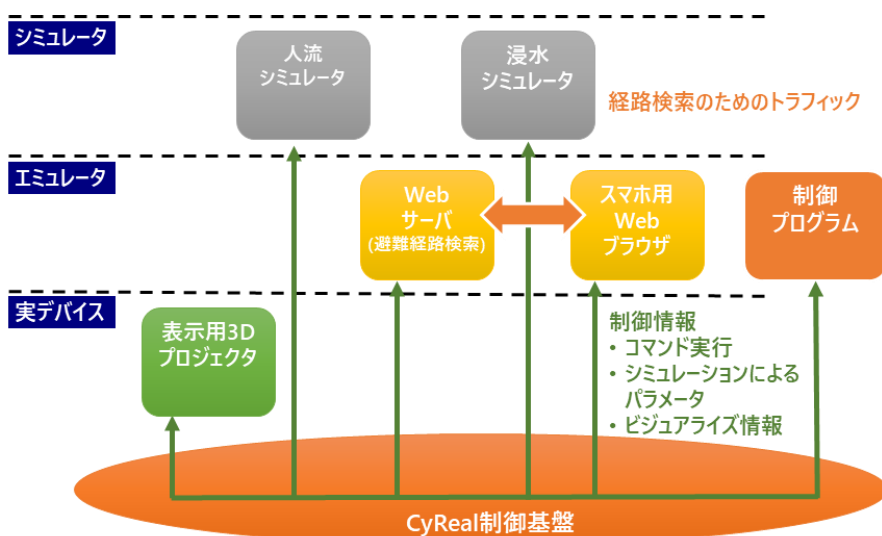 シミュレータ
人流
シミュレータ
浸水
シミュレータ
経路検索のためのトラフィック
エミュレータ
Web
サーバ
(避難経路検索)
スマホ用
Web
ブラウザ
制御
プログラム
実デバイス
表示用3D
プロジェクタ
制御情報
• コマンド実行
• シミュレーションによる
パラメータ
• ビジュアライズ情報
CyReal制御基盤